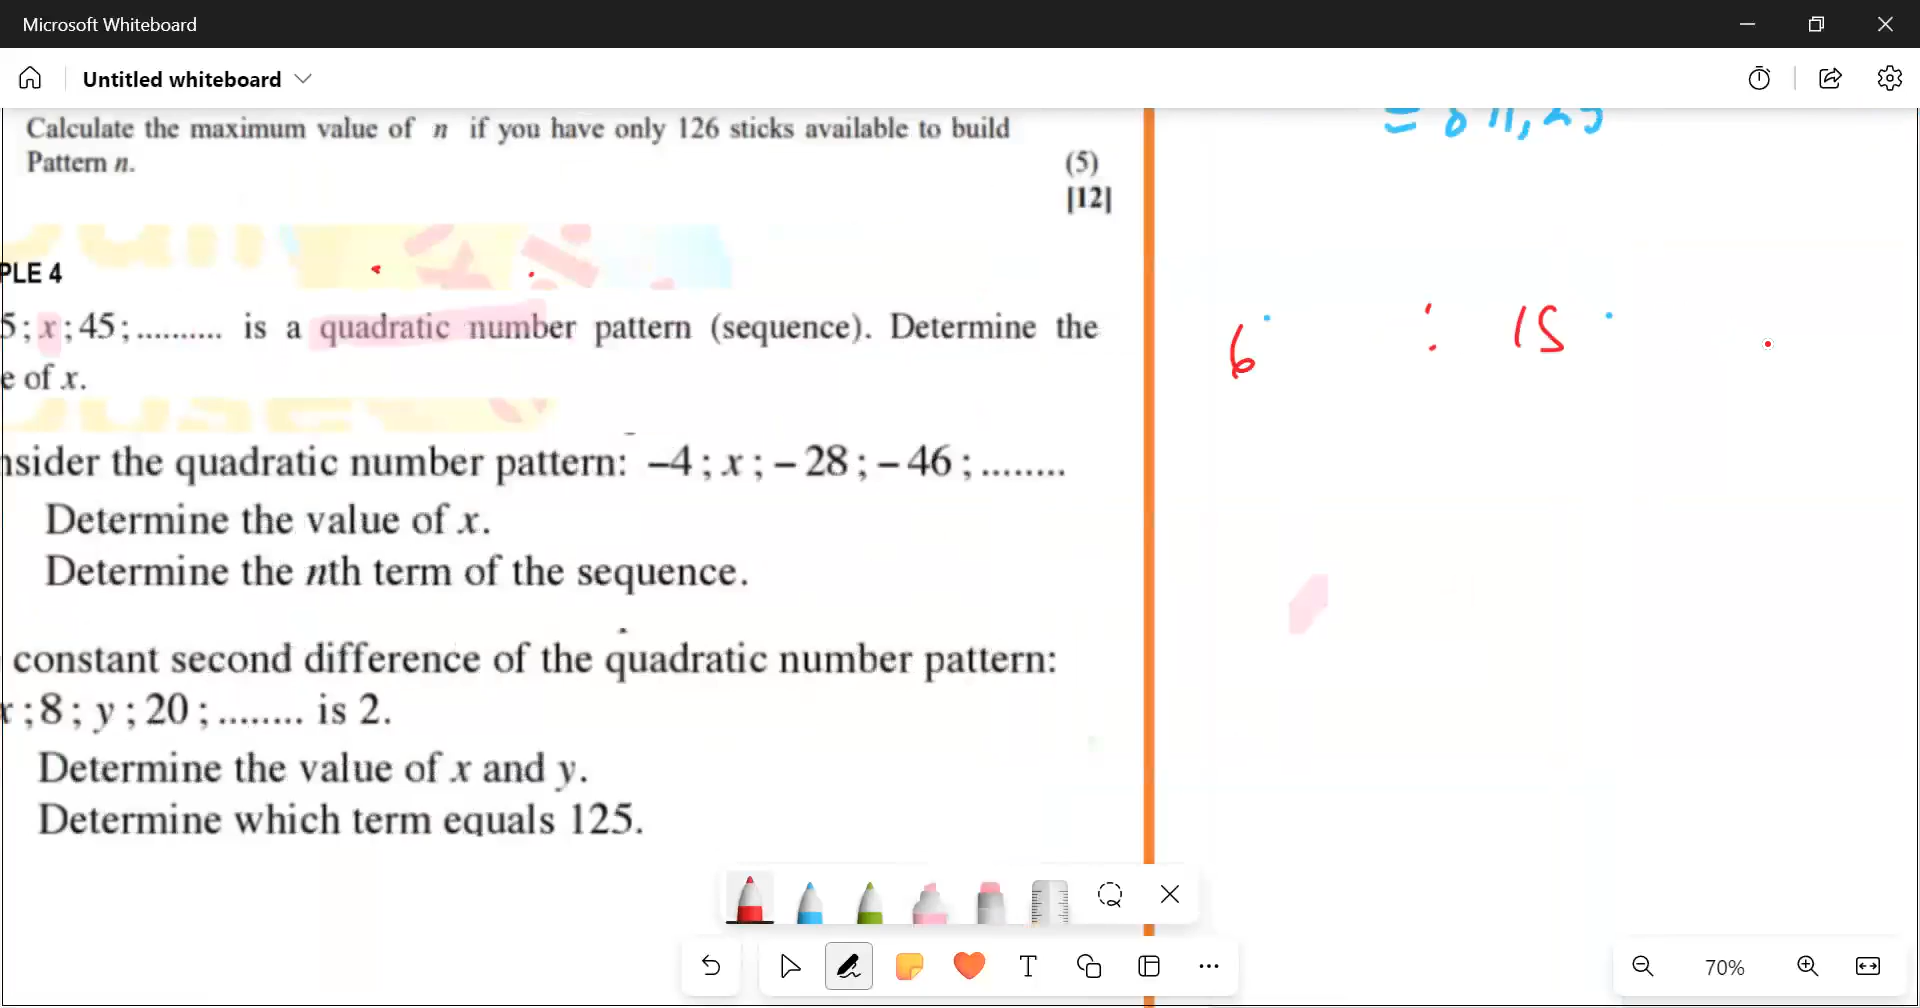 Microsoft Whiteboard
Untitled whiteboard
Calculate the maximum value of n if you have only 126 sticks available to build
Pattern n.
(5)
[12]
PLE 4
5 ; x ; 45 ; .......... is a quadratic number pattern (sequence). Determine the
e of x.
6 ; 15
nsider the quadratic number pattern: –4 ; x ; – 28 ; – 46 ; ........
Determine the value of x.
Determine the nth term of the sequence.
constant second difference of the quadratic number pattern:
x ; 8 ; y ; 20 ; ........ is 2.
Determine the value of x and y.
Determine which term equals 125.
70%